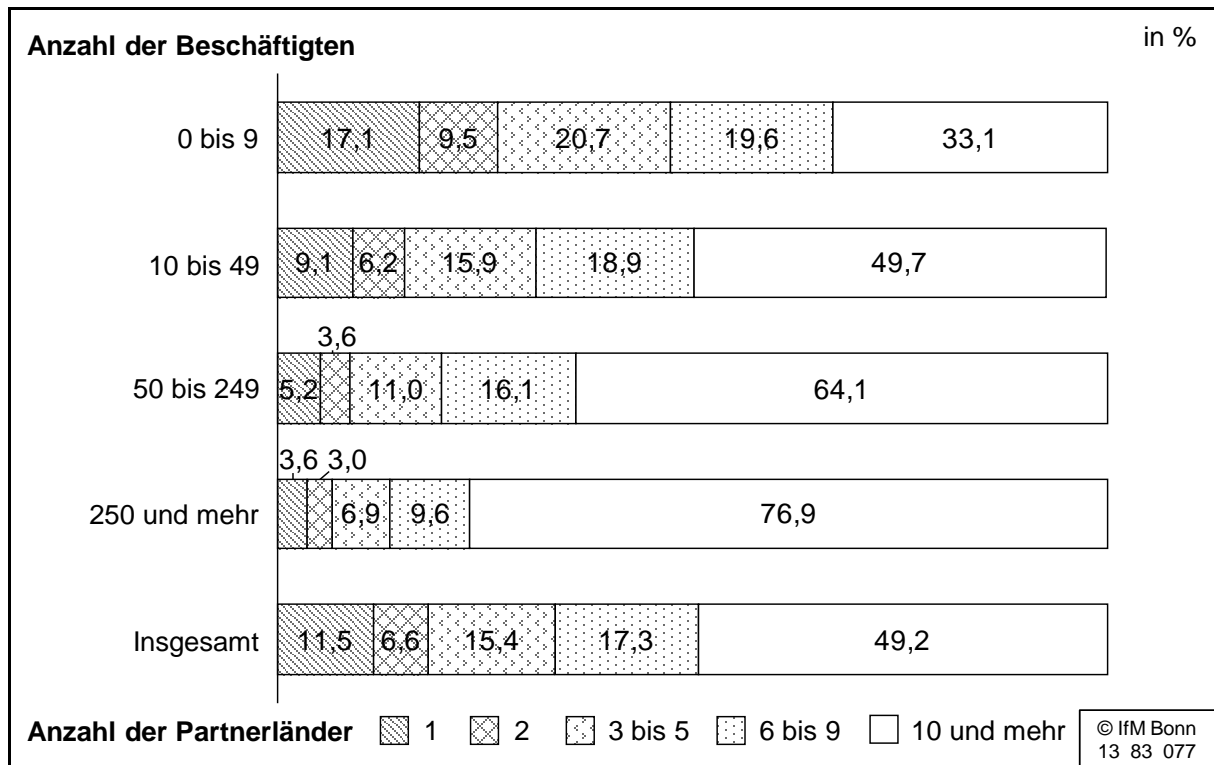 Anzahl der Beschäftigten
in %
0 bis 9 17,1 9,5 20,7 19,6 33,1
10 bis 49 9,1 6,2 15,9 18,9 49,7
3,6
50 bis 249 5,2 11,0 16,1 64,1
3,6 3,0
250 und mehr 6,9 9,6 76,9
Insgesamt 11,5 6,6 15,4 17,3 49,2
Anzahl der Partnerländer 1 2 3 bis 5 6 bis 9 10 und mehr
© IfM Bonn
13 83 077